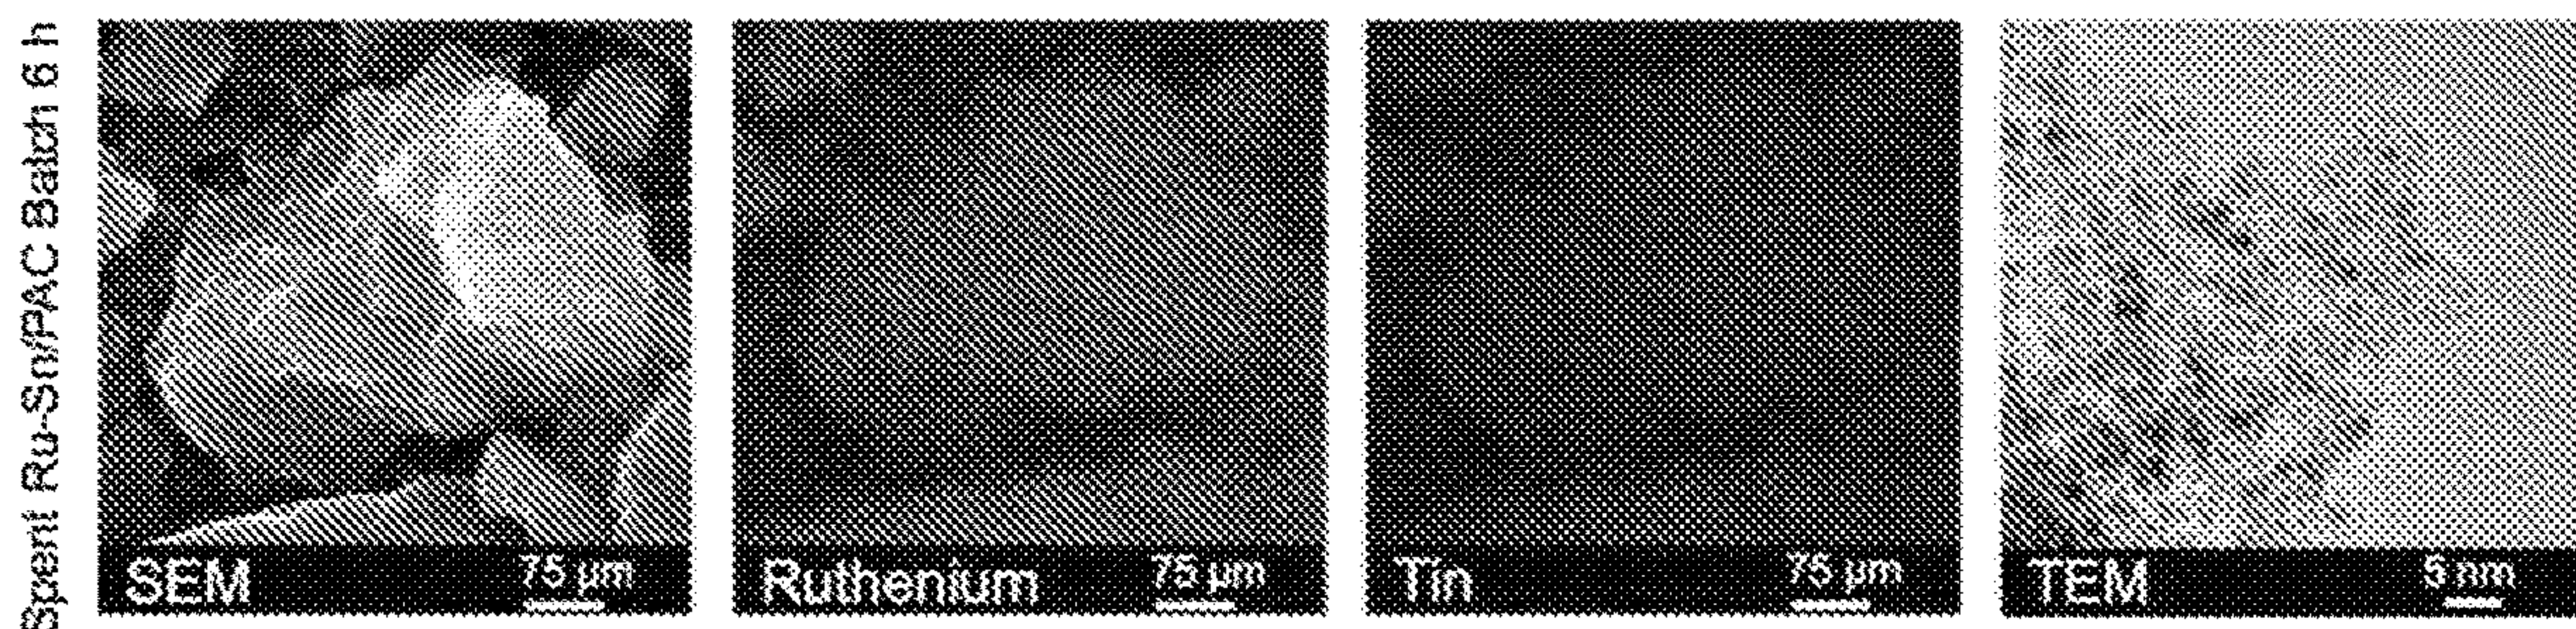 Spent Ru-Sn/PAC Batch 6 h
SEM
75 µm
Ruthenium
75 µm
Tin
75 µm
TEM
5 nm